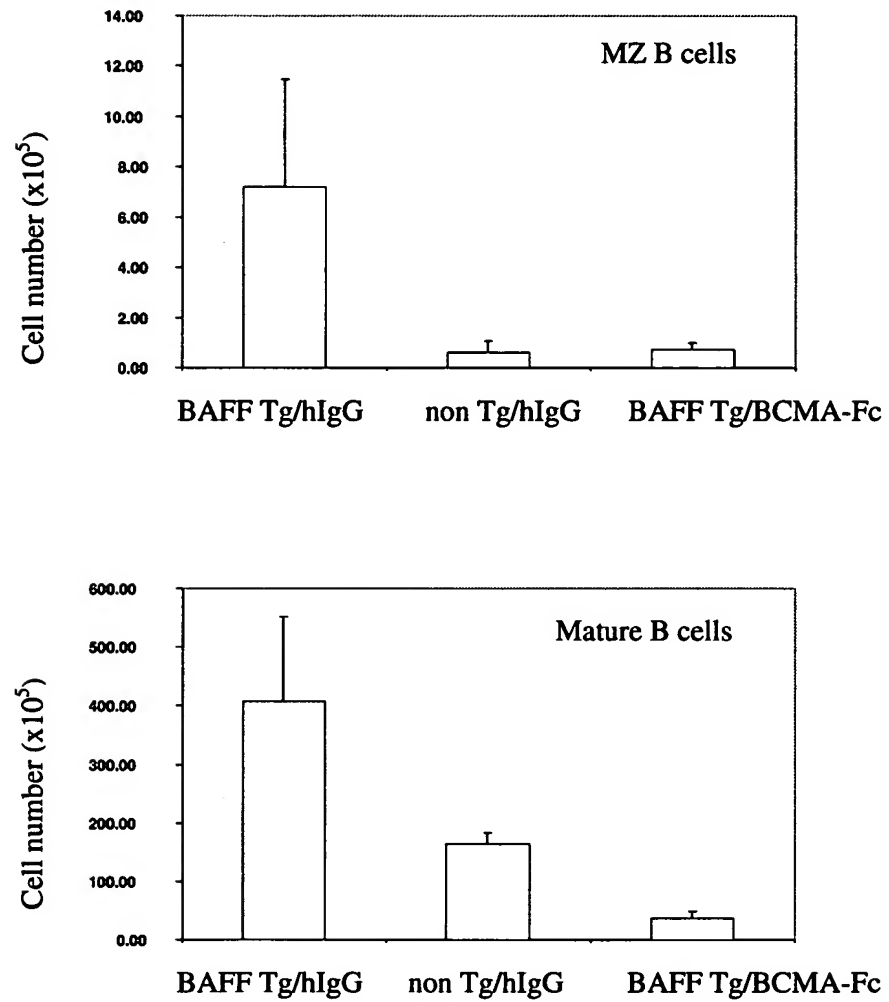 14.00
MZ B cells
12.00
10.00
8.00
6.00
4.00
2.00
0.00
Cell number (x10⁵)
BAFF Tg/hIgG non Tg/hIgG BAFF Tg/BCMA-Fc
600.00
Mature B cells
500.00
400.00
300.00
200.00
100.00
0.00
Cell number (x10⁵)
BAFF Tg/hIgG non Tg/hIgG BAFF Tg/BCMA-Fc